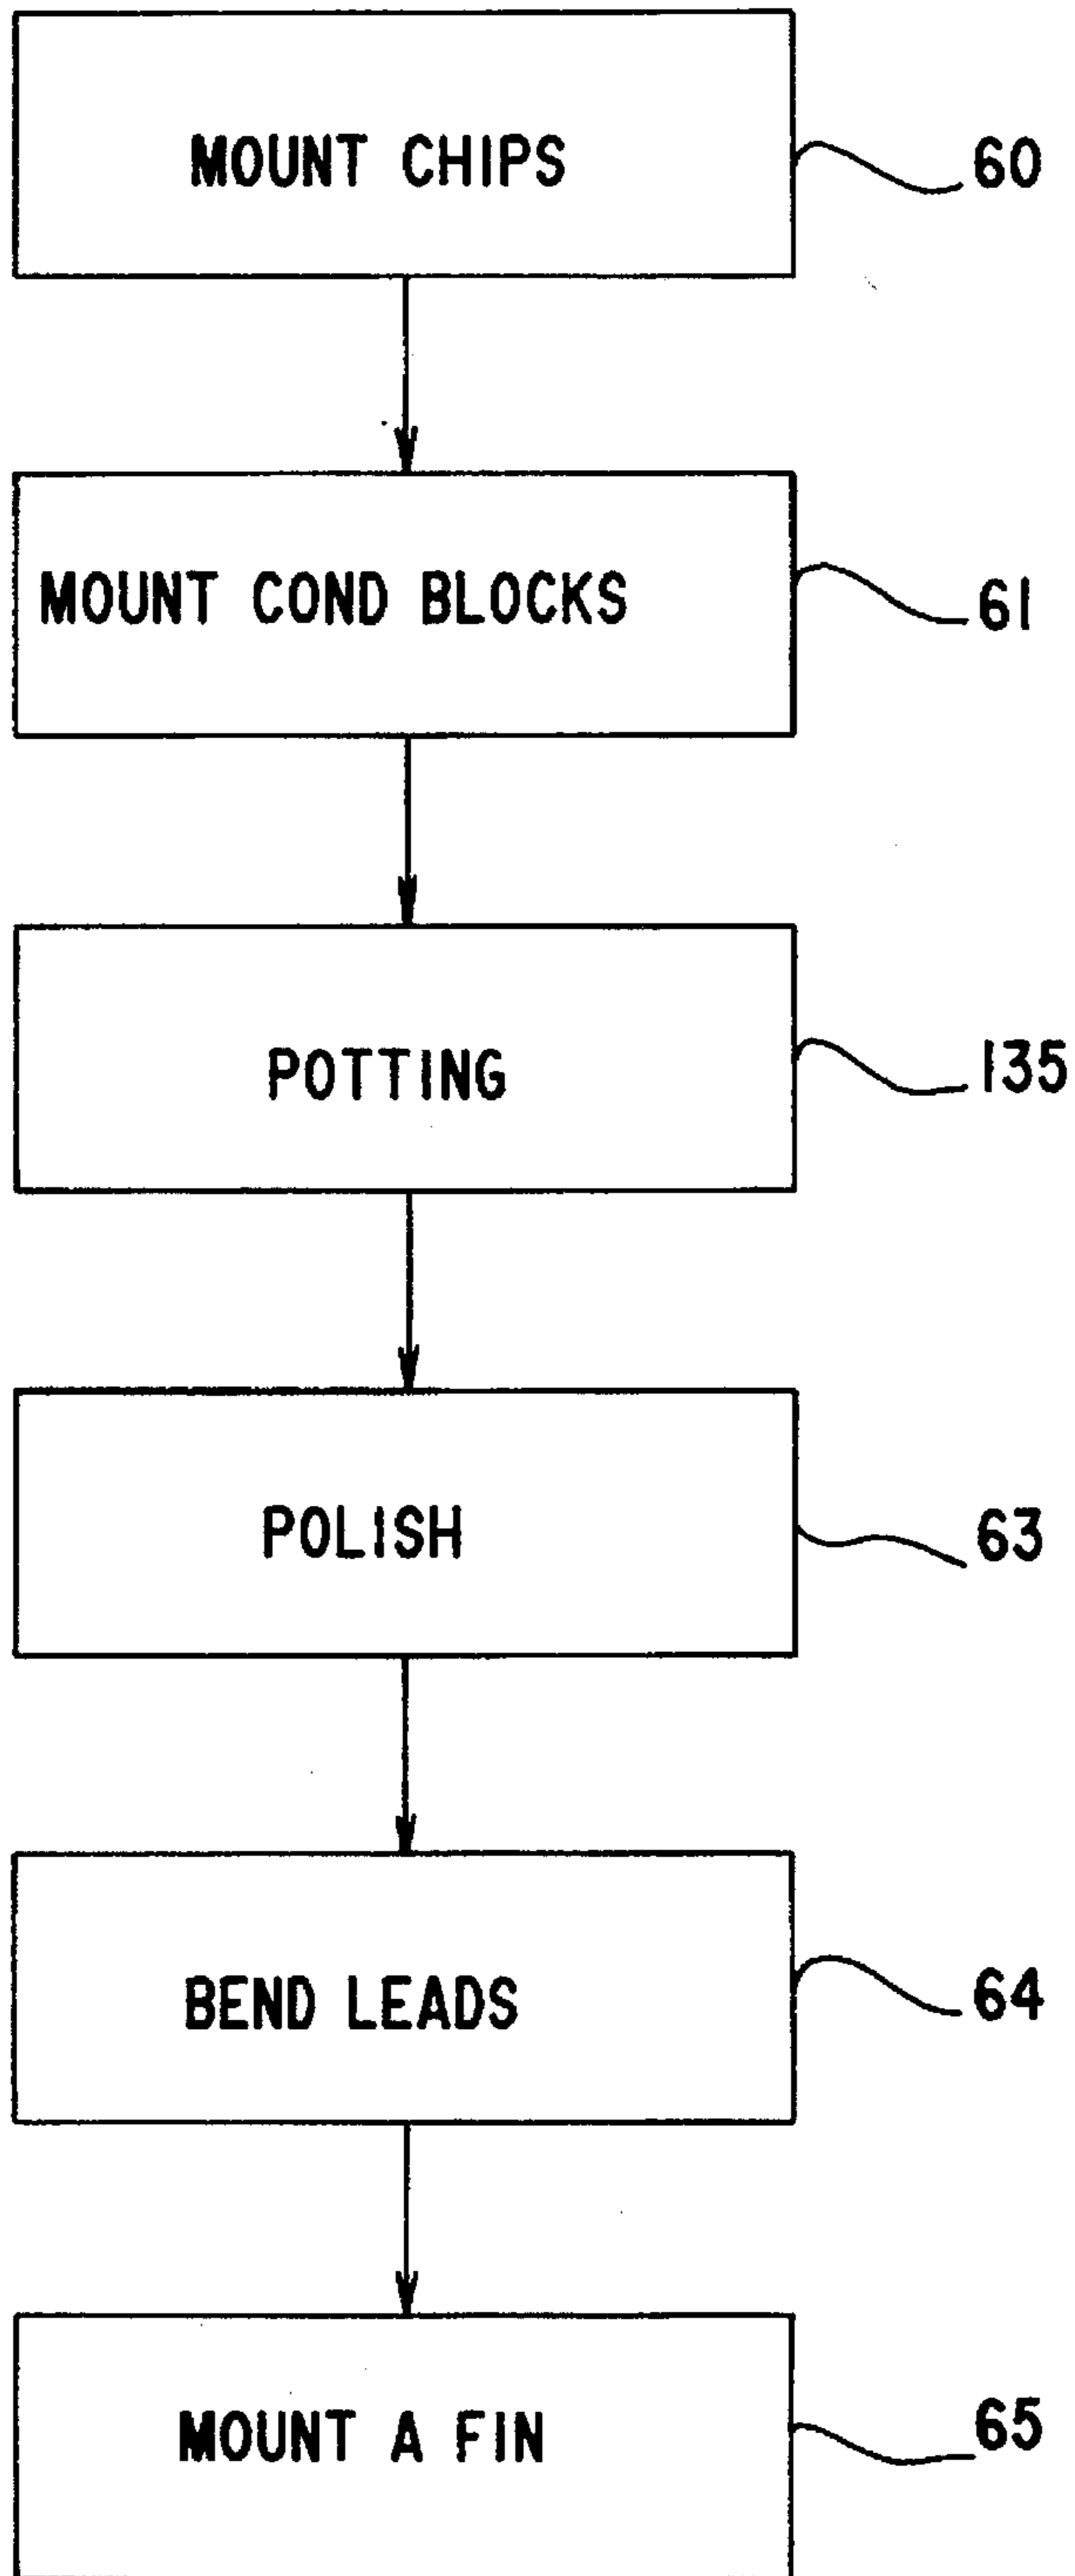 MOUNT CHIPS
60
MOUNT COND BLOCKS
61
POTTING
135
POLISH
63
BEND LEADS
64
MOUNT A FIN
65